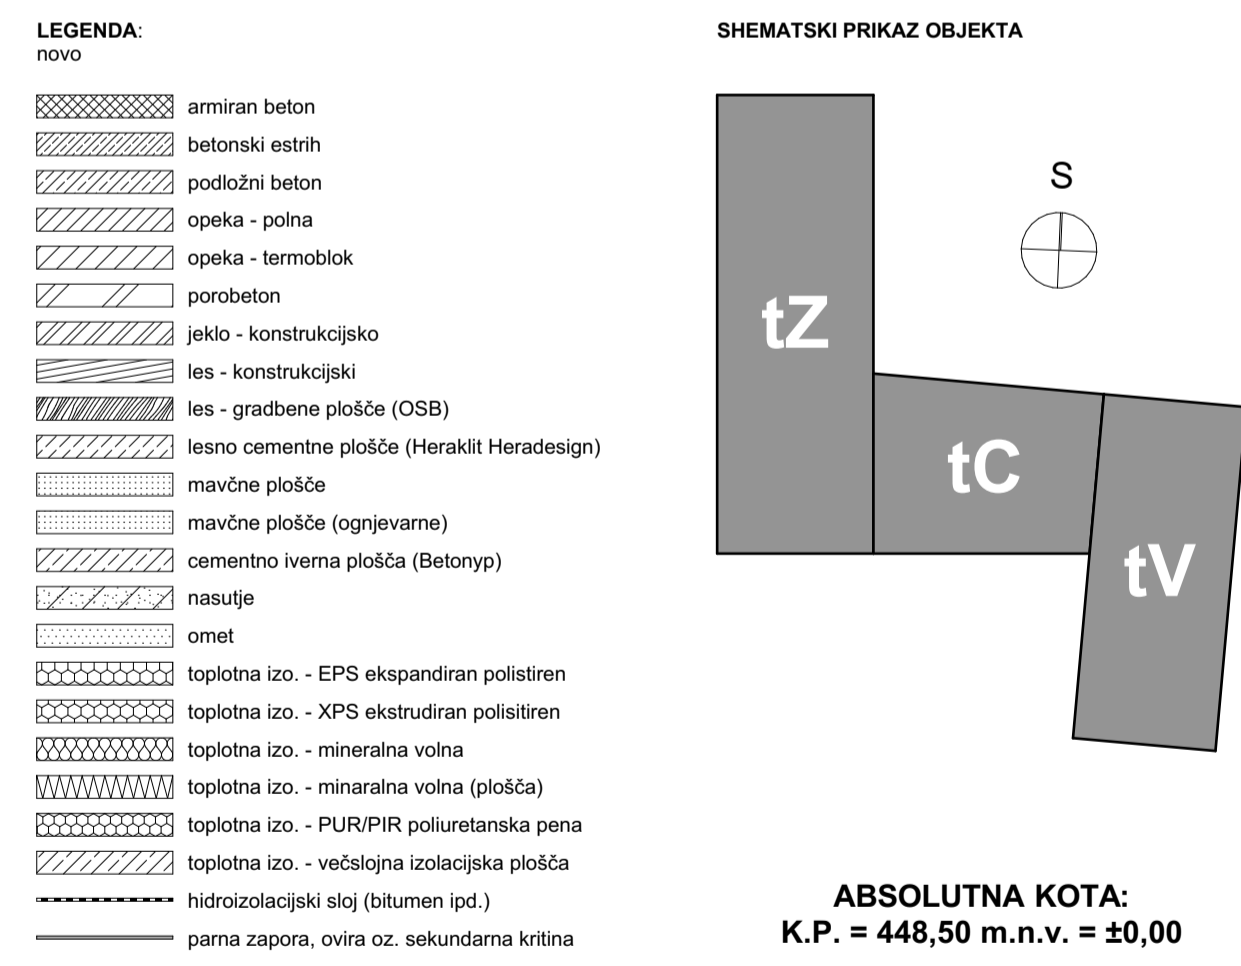 LEGENDA:
novo
armiran beton
betonski estrih
podložni beton
opeka - polna
opeka - termoblok
porobeton
jeklo - konstrukcijsko
les - konstrukcijski
les - gradbene plošče (OSB)
lesno cementne plošče (Heraklit Heradesign)
mavčne plošče
mavčne plošče (ognjevarne)
cementno iverna plošča (Betonyp)
nasutje
omet
toplotna izo. - EPS ekspandiran polistiren
toplotna izo. - XPS ekstrudiran polisitiren
toplotna izo. - mineralna volna
toplotna izo. - minaralna volna (plošča)
toplotna izo. - PUR/PIR poliuretanska pena
toplotna izo. - večslojna izolacijska plošča
hidroizolacijski sloj (bitumen ipd.)
parna zapora, ovira oz. sekundarna kritina
SHEMATSKI PRIKAZ OBJEKTA
S
tZ
tC
tV
ABSOLUTNA KOTA:
K.P. = 448,50 m.n.v. = ±0,00